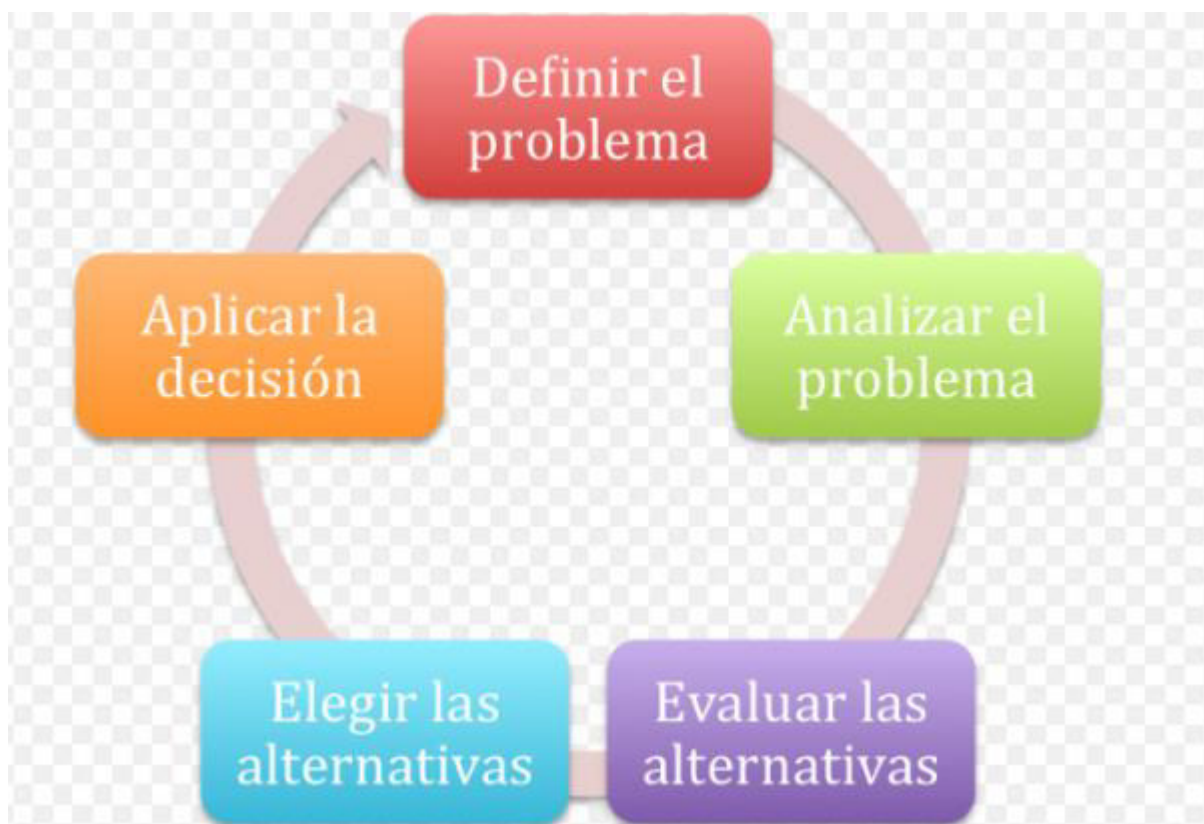 Definir el
problema
Analizar el
problema
Evaluar las
alternativas
Elegir las
alternativas
Aplicar la
decisión